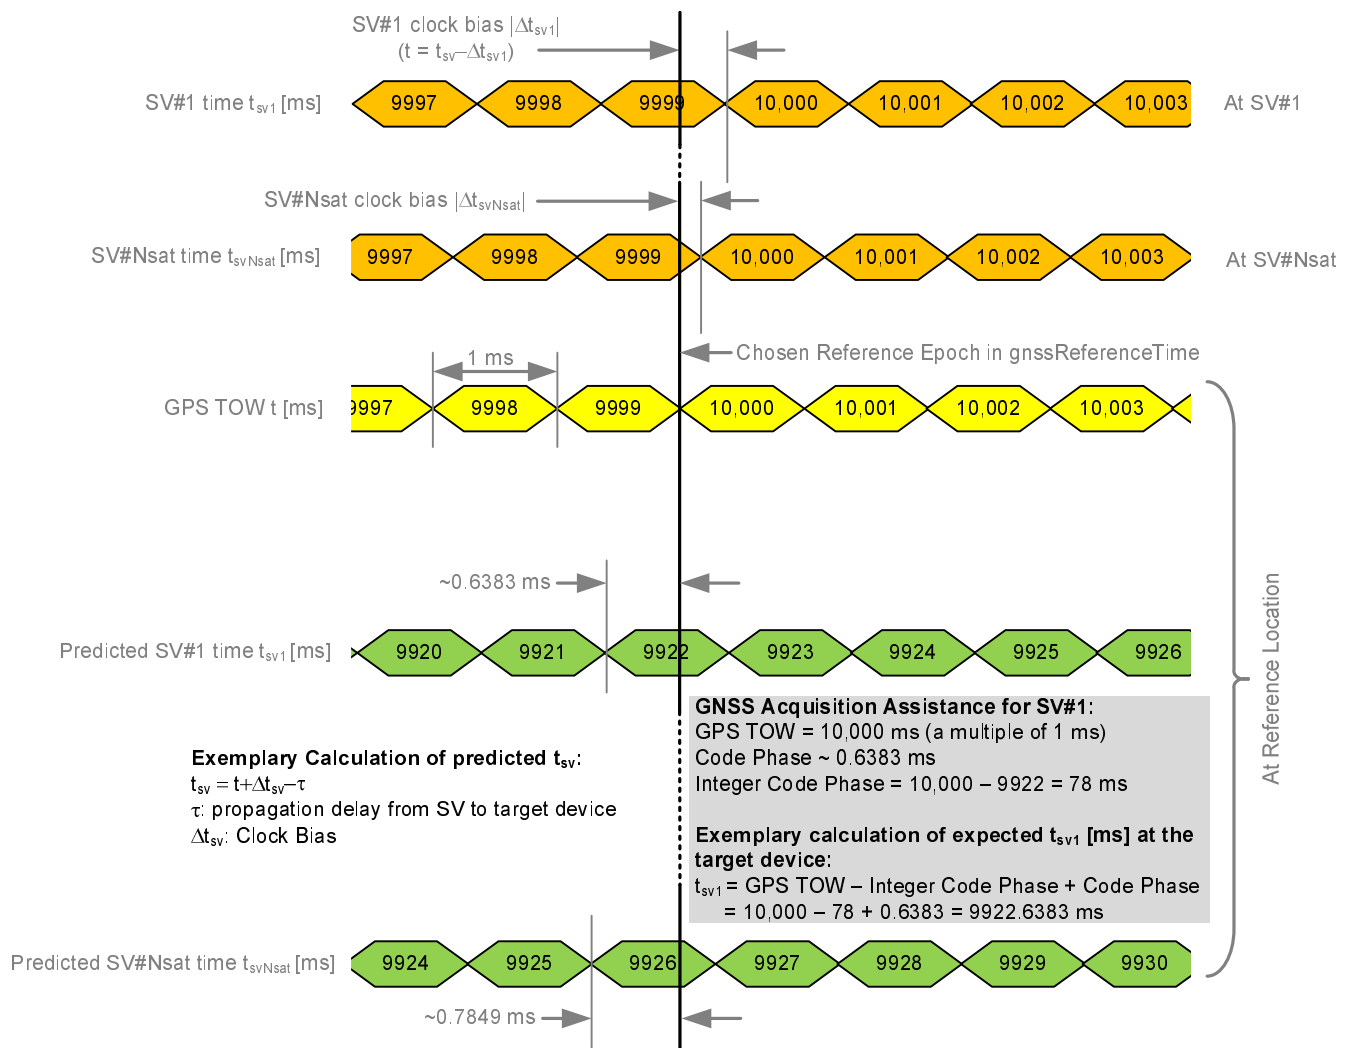 SV#1 clock bias |Δtsv1|
(t = tsv–Δtsv1)
SV#1 time tsv1 [ms]
9997 9998 9999 10,000 10,001 10,002 10,003
At SV#1
SV#Nsat clock bias |ΔtsvNsat|
SV#Nsat time tsvNsat [ms]
9997 9998 9999 10,000 10,001 10,002 10,003
At SV#Nsat
Chosen Reference Epoch in gnssReferenceTime
1 ms
GPS TOW t [ms]
9997 9998 9999 10,000 10,001 10,002 10,003
~0.6383 ms
Predicted SV#1 time tsv1 [ms]
9920 9921 9922 9923 9924 9925 9926
At Reference Location
GNSS Acquisition Assistance for SV#1:
GPS TOW = 10,000 ms (a multiple of 1 ms)
Code Phase ~ 0.6383 ms
Integer Code Phase = 10,000 – 9922 = 78 ms
Exemplary calculation of expected tsv1 [ms] at the
target device:
tsv1 = GPS TOW – Integer Code Phase + Code Phase
= 10,000 – 78 + 0.6383 = 9922.6383 ms
Exemplary Calculation of predicted tsv:
tsv = t+Δtsv–τ
τ: propagation delay from SV to target device
Δtsv: Clock Bias
Predicted SV#Nsat time tsvNsat [ms]
9924 9925 9926 9927 9928 9929 9930
~0.7849 ms